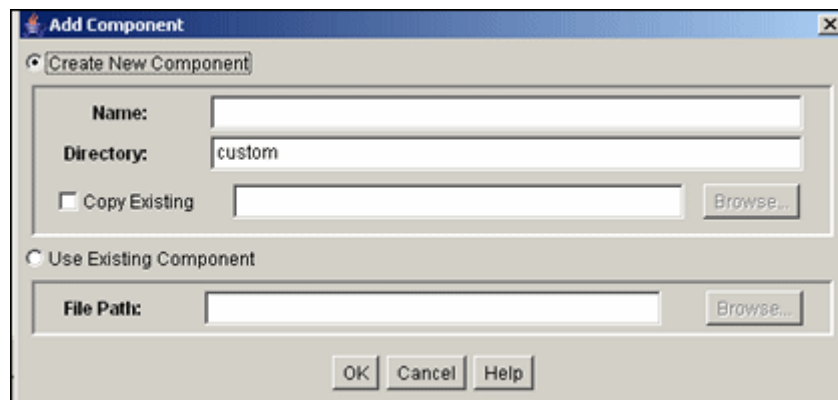 Add Component
Create New Component
Name:
Directory: custom
Copy Existing Browse...
Use Existing Component
File Path: Browse...
OK Cancel Help